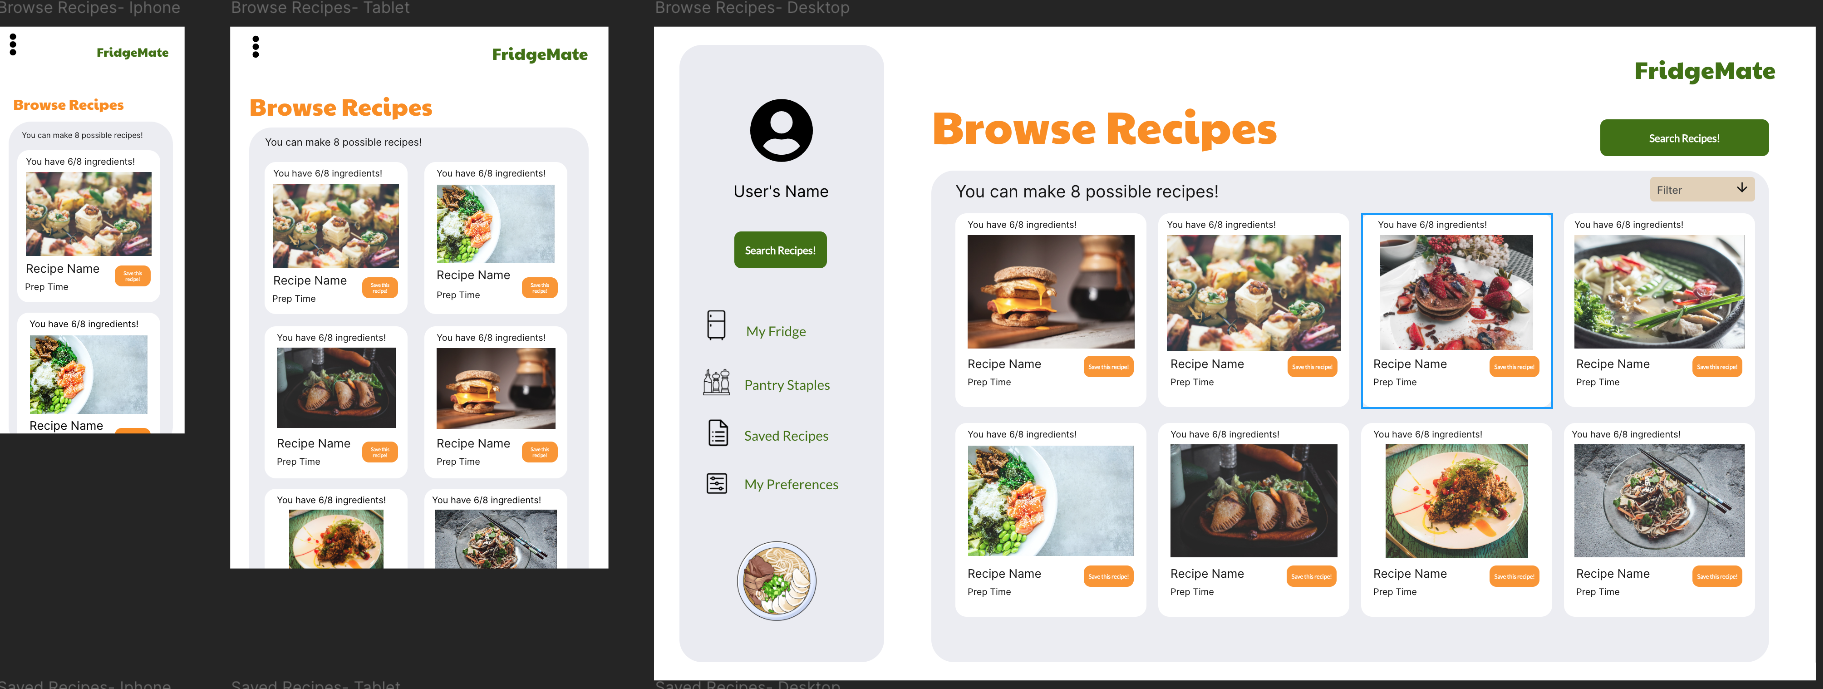 Browse Recipes- Iphone
FridgeMate
Browse Recipes
You can make 8 possible recipes!
You have 6/8 ingredients!
Recipe Name
Save this
recipe!
Prep Time
You have 6/8 ingredients!
Recipe Name
Saved Recipes- Iphone
Browse Recipes- Tablet
FridgeMate
Browse Recipes
You can make 8 possible recipes!
You have 6/8 ingredients!
Recipe Name
Save this
recipe!
Prep Time
You have 6/8 ingredients!
Recipe Name
Save this
recipe!
Prep Time
You have 6/8 ingredients!
Recipe Name
Save this
recipe!
Prep Time
You have 6/8 ingredients!
Recipe Name
Save this
recipe!
Prep Time
You have 6/8 ingredients!
You have 6/8 ingredients!
Saved Recipes- Tablet
Browse Recipes- Desktop
User's Name
Search Recipes!
My Fridge
Pantry Staples
Saved Recipes
My Preferences
FridgeMate
Browse Recipes
Search Recipes!
You can make 8 possible recipes!
Filter
You have 6/8 ingredients!
Recipe Name
Save this recipe!
Prep Time
You have 6/8 ingredients!
Recipe Name
Save this recipe!
Prep Time
You have 6/8 ingredients!
Recipe Name
Save this recipe!
Prep Time
You have 6/8 ingredients!
Recipe Name
Save this recipe!
Prep Time
You have 6/8 ingredients!
Recipe Name
Save this recipe!
Prep Time
You have 6/8 ingredients!
Recipe Name
Save this recipe!
Prep Time
You have 6/8 ingredients!
Recipe Name
Save this recipe!
Prep Time
You have 6/8 ingredients!
Recipe Name
Save this recipe!
Prep Time
Saved Recipes- Desktop